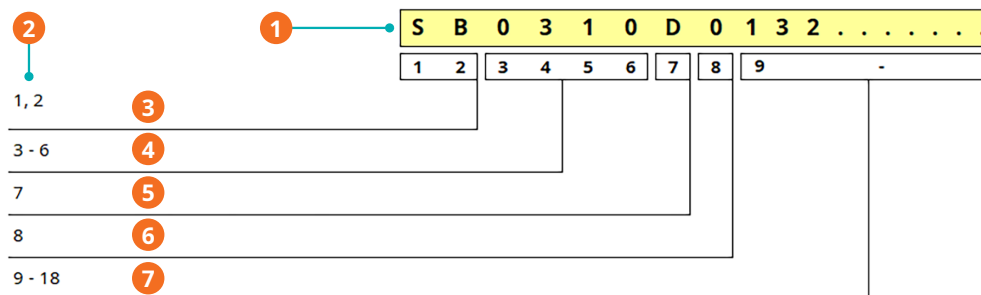 2 1 S B 0 3 1 0 D 0 1 3 2 . . . . . . .
1 2 3 4 5 6 7 8 9 -
1, 2 3
3 - 6 4
7 5
8 6
9 - 18 7